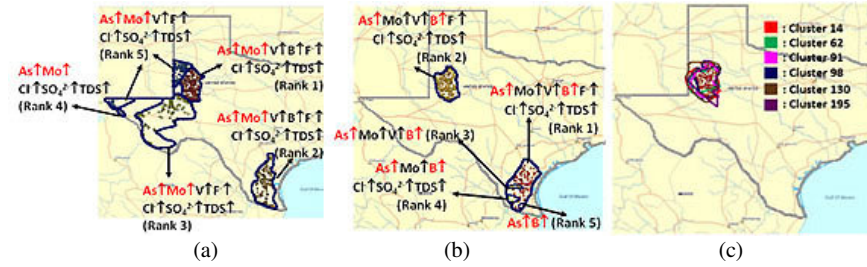 As↑Mo↑V↑F↑
Cl↑SO₄²⁻↑TDS↑
(Rank 5)
As↑Mo↑
Cl↑SO₄²⁻↑TDS↑
(Rank 4)
As↑Mo↑V↑B↑F↑
Cl↑SO₄²⁻↑TDS↑
(Rank 1)
As↑Mo↑V↑B↑F↑
Cl↑SO₄²⁻↑TDS↑
(Rank 2)
As↑Mo↑V↑F↑
Cl↑SO₄²⁻↑TDS↑
(Rank 3)
(a)
As↑Mo↑V↑B↑F↑
Cl↑SO₄²⁻↑TDS↑
(Rank 2)
As↑Mo↑V↑B↑F↑
Cl↑SO₄²⁻↑TDS↑
(Rank 1)
As↑Mo↑V↑B↑ (Rank 3)
As↑Mo↑B↑
Cl↑SO₄²⁻↑TDS↑
(Rank 4)
As↑B↑ (Rank 5)
(b)
: Cluster 14
: Cluster 62
: Cluster 91
: Cluster 98
: Cluster 130
: Cluster 195
Gulf Of Mexico
(c)